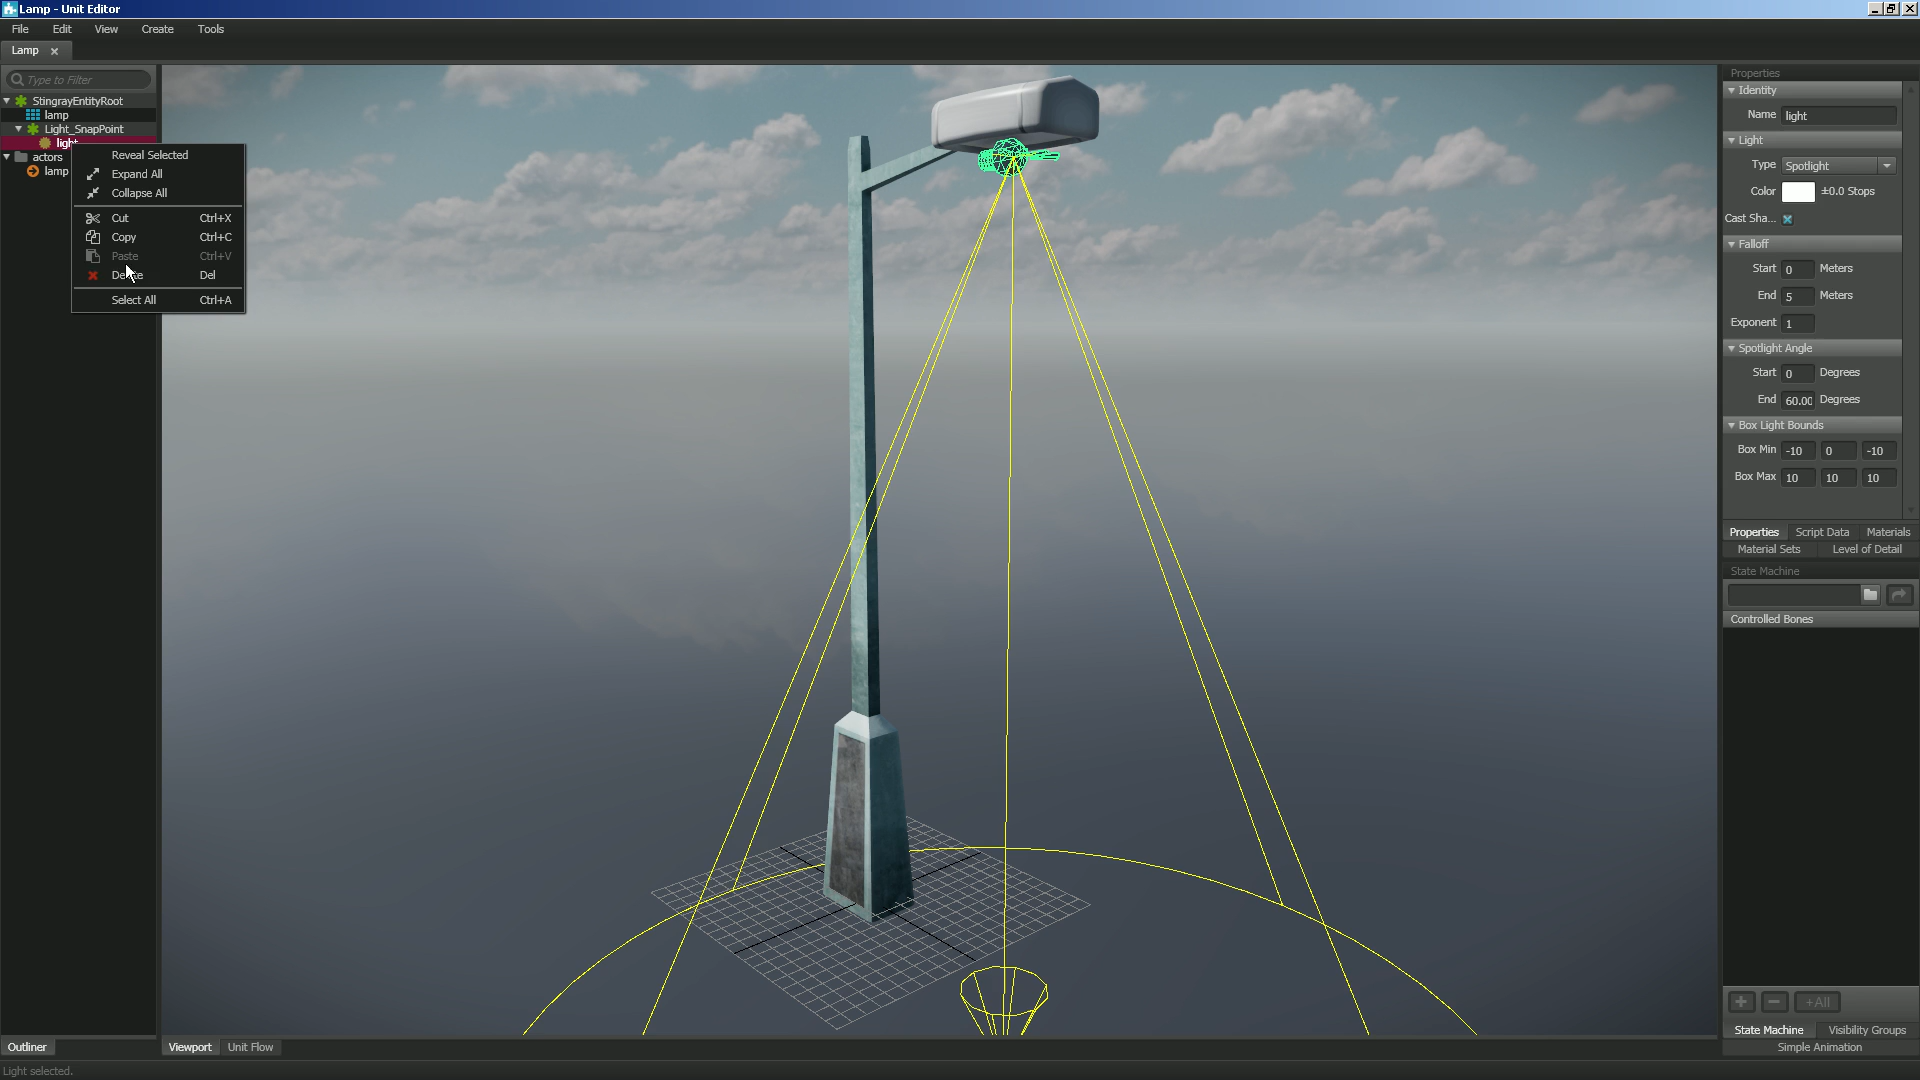 Lamp - Unit Editor
File Edit View Create Tools
Lamp
Type to Filter
StingrayEntityRoot
lamp
Light_SnapPoint
light
actors
lamp
Reveal Selected
Expand All
Collapse All
Cut Ctrl+X
Copy Ctrl+C
Paste Ctrl+V
Delete Del
Select All Ctrl+A
Outliner
Viewport Unit Flow
Light selected.
Properties
Identity
Name light
Light
Type Spotlight
Color ±0.0 Stops
Cast Sha...
Falloff
Start 0 Meters
End 5 Meters
Exponent 1
Spotlight Angle
Start 0 Degrees
End 60.00 Degrees
Box Light Bounds
Box Min -10 0 -10
Box Max 10 10 10
Properties Script Data Materials
Material Sets Level of Detail
State Machine
Controlled Bones
+All
State Machine Visibility Groups
Simple Animation